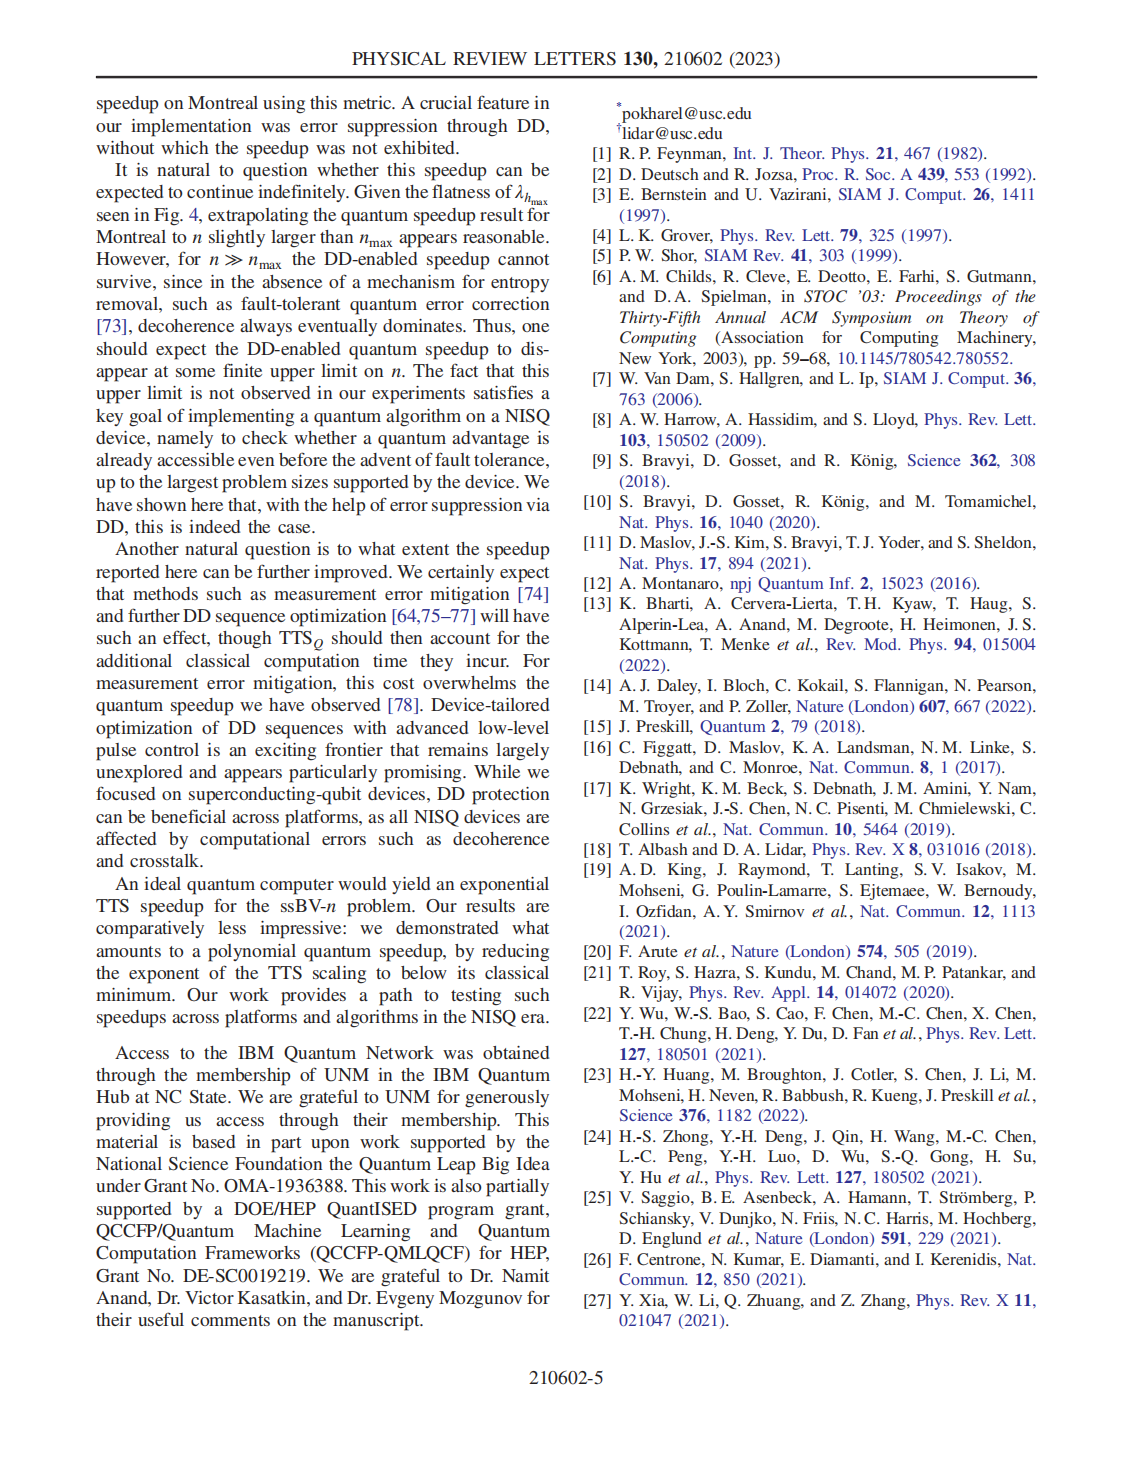 PHYSICAL REVIEW LETTERS 130, 210602 (2023)
speedup on Montreal using this metric. A crucial feature in
our implementation was error suppression through DD,
without which the speedup was not exhibited.
It is natural to question whether this speedup can be
expected to continue indefinitely. Given the flatness of λhmax
seen in Fig. 4, extrapolating the quantum speedup result for
Montreal to n slightly larger than nmax appears reasonable.
However, for n ≫ nmax the DD-enabled speedup cannot
survive, since in the absence of a mechanism for entropy
removal, such as fault-tolerant quantum error correction
[73], decoherence always eventually dominates. Thus, one
should expect the DD-enabled quantum speedup to dis-
appear at some finite upper limit on n. The fact that this
upper limit is not observed in our experiments satisfies a
key goal of implementing a quantum algorithm on a NISQ
device, namely to check whether a quantum advantage is
already accessible even before the advent of fault tolerance,
up to the largest problem sizes supported by the device. We
have shown here that, with the help of error suppression via
DD, this is indeed the case.
Another natural question is to what extent the speedup
reported here can be further improved. We certainly expect
that methods such as measurement error mitigation [74]
and further DD sequence optimization [64,75–77] will have
such an effect, though TTSQ should then account for the
additional classical computation time they incur. For
measurement error mitigation, this cost overwhelms the
quantum speedup we have observed [78]. Device-tailored
optimization of DD sequences with advanced low-level
pulse control is an exciting frontier that remains largely
unexplored and appears particularly promising. While we
focused on superconducting-qubit devices, DD protection
can be beneficial across platforms, as all NISQ devices are
affected by computational errors such as decoherence
and crosstalk.
An ideal quantum computer would yield an exponential
TTS speedup for the ssBV-n problem. Our results are
comparatively less impressive: we demonstrated what
amounts to a polynomial quantum speedup, by reducing
the exponent of the TTS scaling to below its classical
minimum. Our work provides a path to testing such
speedups across platforms and algorithms in the NISQ era.
Access to the IBM Quantum Network was obtained
through the membership of UNM in the IBM Quantum
Hub at NC State. We are grateful to UNM for generously
providing us access through their membership. This
material is based in part upon work supported by the
National Science Foundation the Quantum Leap Big Idea
under Grant No. OMA-1936388. This work is also partially
supported by a DOE/HEP QuantISED program grant,
QCCFP/Quantum Machine Learning and Quantum
Computation Frameworks (QCCFP-QMLQCF) for HEP,
Grant No. DE-SC0019219. We are grateful to Dr. Namit
Anand, Dr. Victor Kasatkin, and Dr. Evgeny Mozgunov for
their useful comments on the manuscript.
*pokharel@usc.edu
†lidar@usc.edu
[1] R. P. Feynman, Int. J. Theor. Phys. 21, 467 (1982).
[2] D. Deutsch and R. Jozsa, Proc. R. Soc. A 439, 553 (1992).
[3] E. Bernstein and U. Vazirani, SIAM J. Comput. 26, 1411
(1997).
[4] L. K. Grover, Phys. Rev. Lett. 79, 325 (1997).
[5] P. W. Shor, SIAM Rev. 41, 303 (1999).
[6] A. M. Childs, R. Cleve, E. Deotto, E. Farhi, S. Gutmann,
and D. A. Spielman, in STOC ’03: Proceedings of the
Thirty-Fifth Annual ACM Symposium on Theory of
Computing (Association for Computing Machinery,
New York, 2003), pp. 59–68, 10.1145/780542.780552.
[7] W. Van Dam, S. Hallgren, and L. Ip, SIAM J. Comput. 36,
763 (2006).
[8] A. W. Harrow, A. Hassidim, and S. Lloyd, Phys. Rev. Lett.
103, 150502 (2009).
[9] S. Bravyi, D. Gosset, and R. König, Science 362, 308
(2018).
[10] S. Bravyi, D. Gosset, R. König, and M. Tomamichel,
Nat. Phys. 16, 1040 (2020).
[11] D. Maslov, J.-S. Kim, S. Bravyi, T. J. Yoder, and S. Sheldon,
Nat. Phys. 17, 894 (2021).
[12] A. Montanaro, npj Quantum Inf. 2, 15023 (2016).
[13] K. Bharti, A. Cervera-Lierta, T. H. Kyaw, T. Haug, S.
Alperin-Lea, A. Anand, M. Degroote, H. Heimonen, J. S.
Kottmann, T. Menke et al., Rev. Mod. Phys. 94, 015004
(2022).
[14] A. J. Daley, I. Bloch, C. Kokail, S. Flannigan, N. Pearson,
M. Troyer, and P. Zoller, Nature (London) 607, 667 (2022).
[15] J. Preskill, Quantum 2, 79 (2018).
[16] C. Figgatt, D. Maslov, K. A. Landsman, N. M. Linke, S.
Debnath, and C. Monroe, Nat. Commun. 8, 1 (2017).
[17] K. Wright, K. M. Beck, S. Debnath, J. M. Amini, Y. Nam,
N. Grzesiak, J.-S. Chen, N. C. Pisenti, M. Chmielewski, C.
Collins et al., Nat. Commun. 10, 5464 (2019).
[18] T. Albash and D. A. Lidar, Phys. Rev. X 8, 031016 (2018).
[19] A. D. King, J. Raymond, T. Lanting, S. V. Isakov, M.
Mohseni, G. Poulin-Lamarre, S. Ejtemaee, W. Bernoudy,
I. Ozfidan, A. Y. Smirnov et al., Nat. Commun. 12, 1113
(2021).
[20] F. Arute et al., Nature (London) 574, 505 (2019).
[21] T. Roy, S. Hazra, S. Kundu, M. Chand, M. P. Patankar, and
R. Vijay, Phys. Rev. Appl. 14, 014072 (2020).
[22] Y. Wu, W.-S. Bao, S. Cao, F. Chen, M.-C. Chen, X. Chen,
T.-H. Chung, H. Deng, Y. Du, D. Fan et al., Phys. Rev. Lett.
127, 180501 (2021).
[23] H.-Y. Huang, M. Broughton, J. Cotler, S. Chen, J. Li, M.
Mohseni, H. Neven, R. Babbush, R. Kueng, J. Preskill et al.,
Science 376, 1182 (2022).
[24] H.-S. Zhong, Y.-H. Deng, J. Qin, H. Wang, M.-C. Chen,
L.-C. Peng, Y.-H. Luo, D. Wu, S.-Q. Gong, H. Su,
Y. Hu et al., Phys. Rev. Lett. 127, 180502 (2021).
[25] V. Saggio, B. E. Asenbeck, A. Hamann, T. Strömberg, P.
Schiansky, V. Dunjko, N. Friis, N. C. Harris, M. Hochberg,
D. Englund et al., Nature (London) 591, 229 (2021).
[26] F. Centrone, N. Kumar, E. Diamanti, and I. Kerenidis, Nat.
Commun. 12, 850 (2021).
[27] Y. Xia, W. Li, Q. Zhuang, and Z. Zhang, Phys. Rev. X 11,
021047 (2021).
210602-5